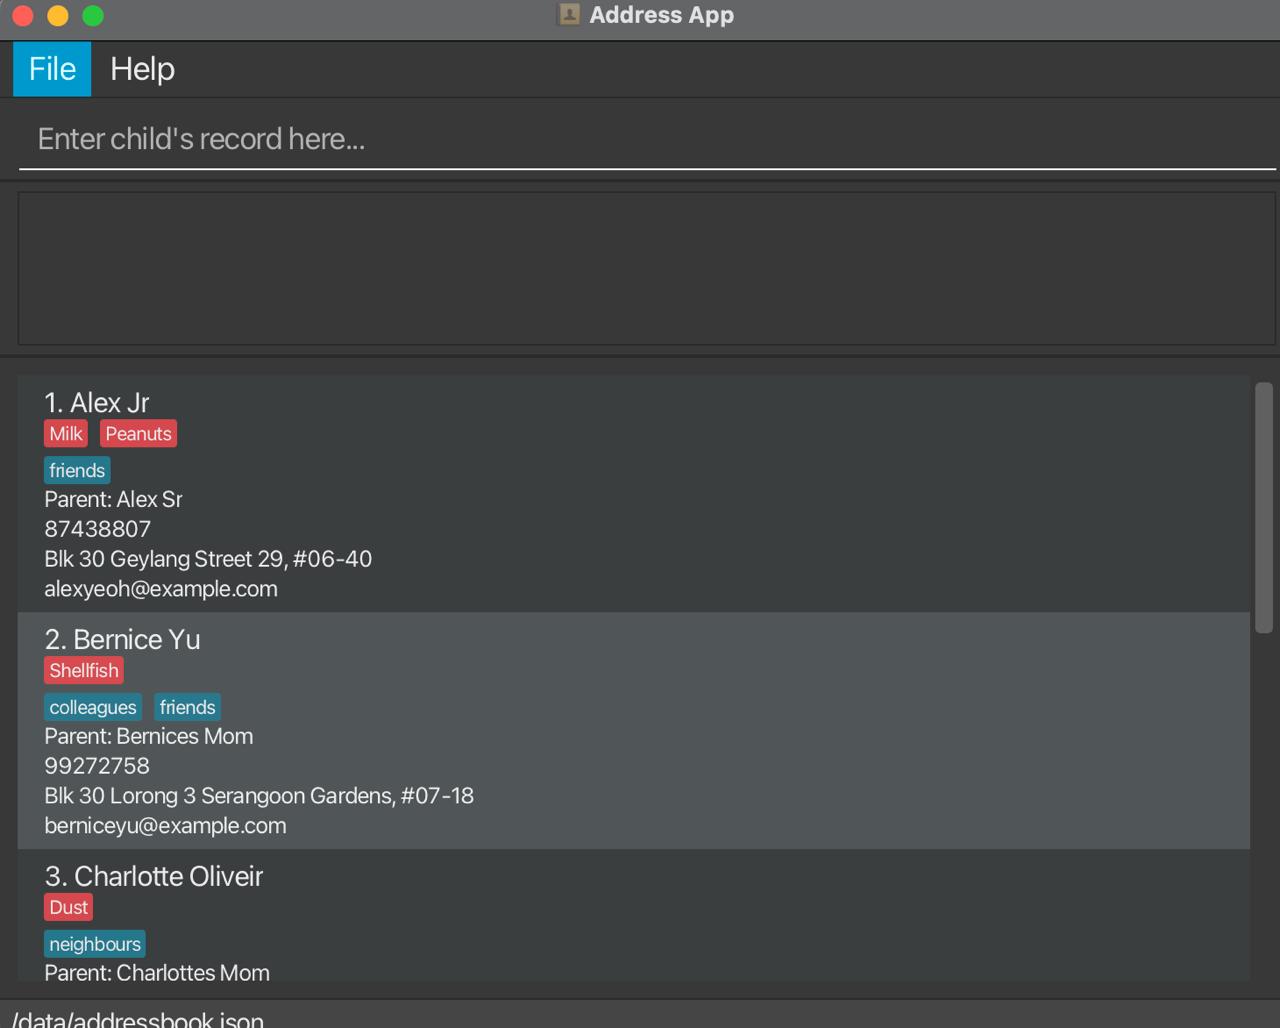 Address App
File Help
Enter child's record here...
1. Alex Jr
Milk Peanuts
friends
Parent: Alex Sr
87438807
Blk 30 Geylang Street 29, #06-40
alexyeoh@example.com
2. Bernice Yu
Shellfish
colleagues friends
Parent: Bernices Mom
99272758
Blk 30 Lorong 3 Serangoon Gardens, #07-18
berniceyu@example.com
3. Charlotte Oliveir
Dust
neighbours
Parent: Charlottes Mom
/data/addressbook.json